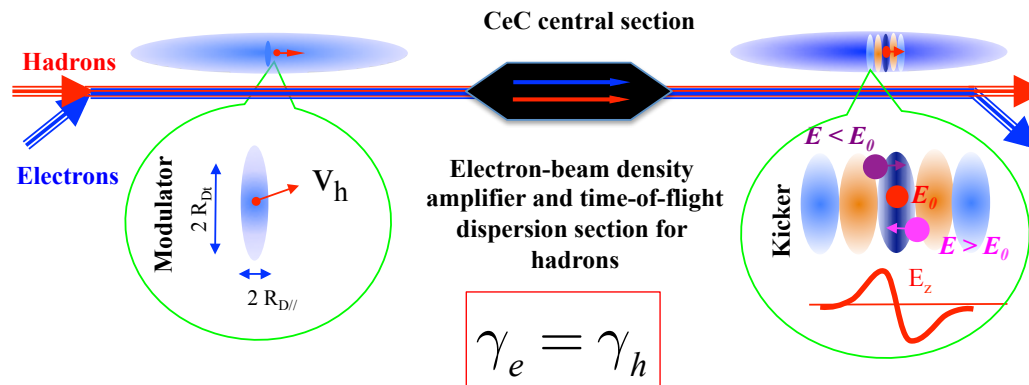 CeC central section
Hadrons
Electrons
Modulator
2 R_Dt
v_h
2 R_D//
Electron-beam density
amplifier and time-of-flight
dispersion section for
hadrons
γ_e = γ_h
Kicker
E < E_0
E_0
E > E_0
E_z